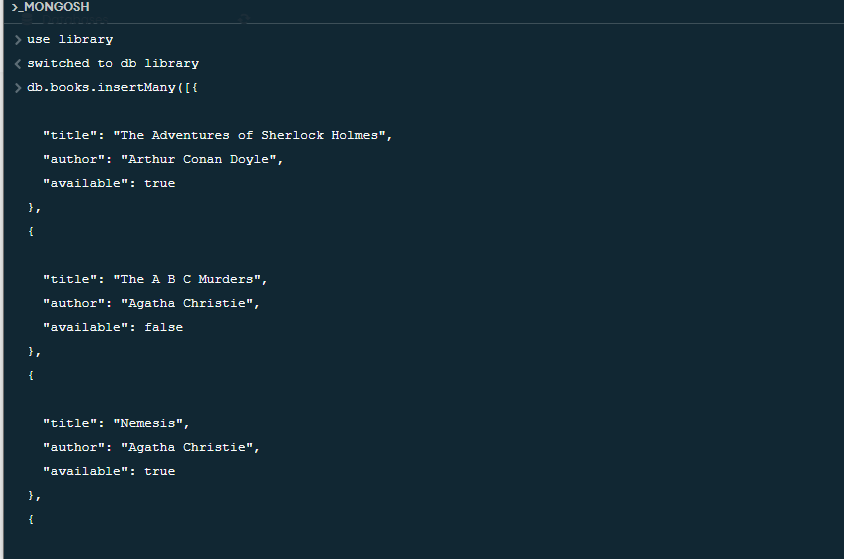 >_MONGOSH
> use library
< switched to db library
> db.books.insertMany([{
"title": "The Adventures of Sherlock Holmes",
"author": "Arthur Conan Doyle",
"available": true
},
{
"title": "The A B C Murders",
"author": "Agatha Christie",
"available": false
},
{
"title": "Nemesis",
"author": "Agatha Christie",
"available": true
},
{